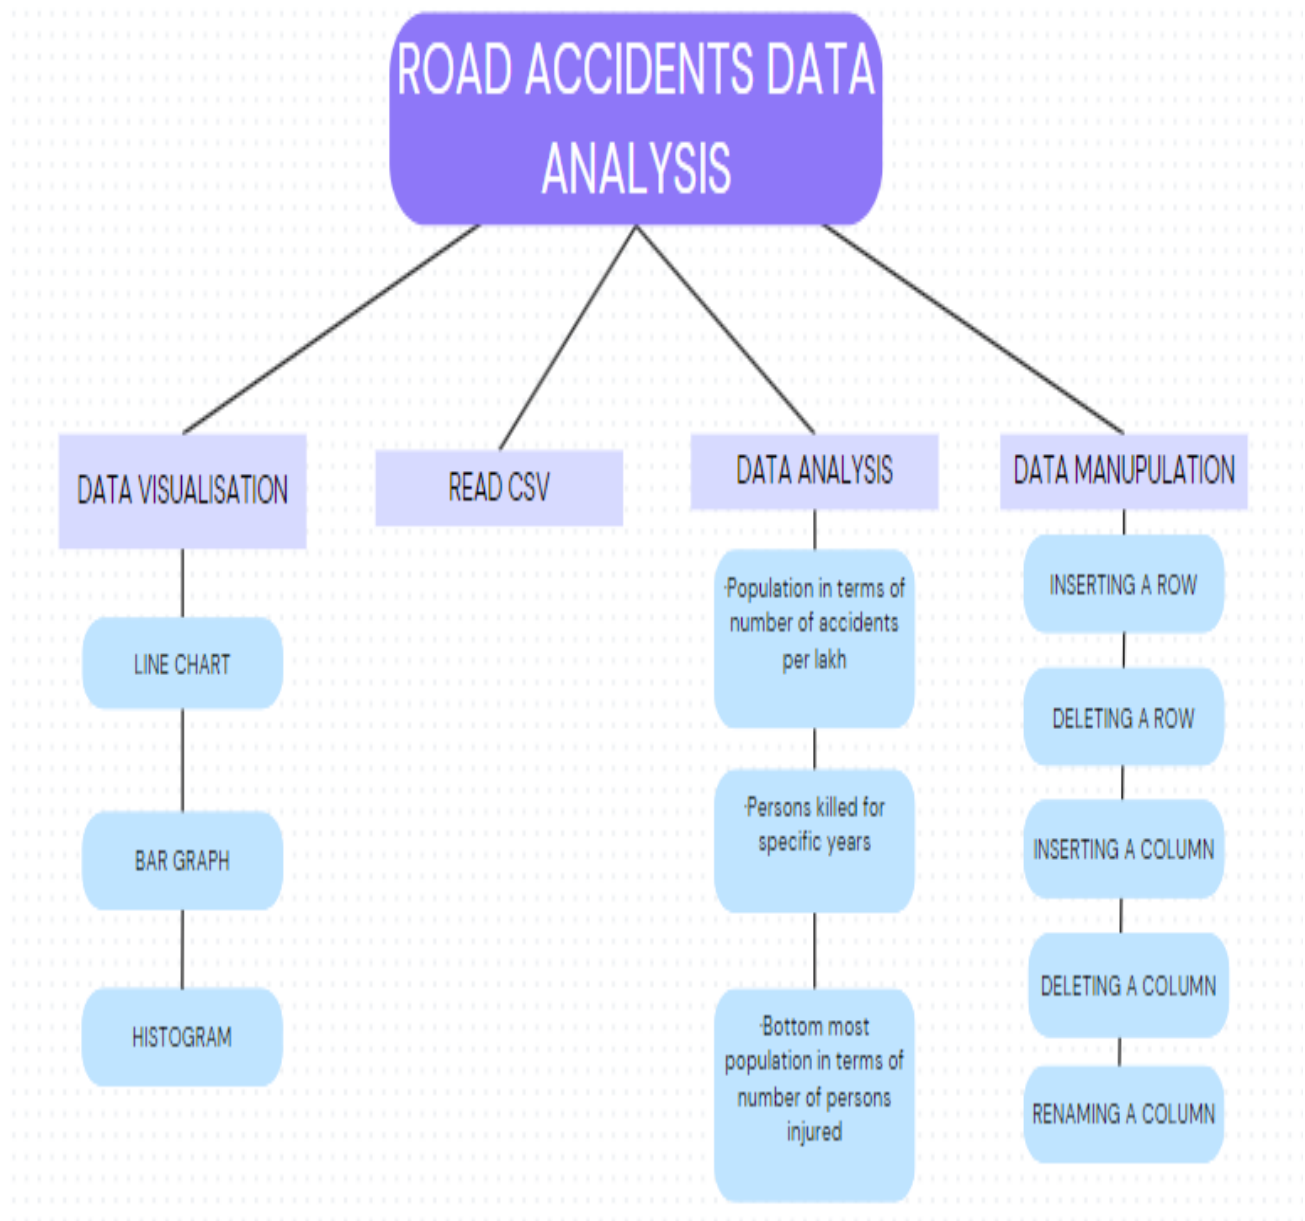 ROAD ACCIDENTS DATA
ANALYSIS
DATA VISUALISATION
LINE CHART
BAR GRAPH
HISTOGRAM
READ CSV
DATA ANALYSIS
·Population in terms of
number of accidents
per lakh
·Persons killed for
specific years
·Bottom most
population in terms of
number of persons
injured
DATA MANUPULATION
INSERTING A ROW
DELETING A ROW
INSERTING A COLUMN
DELETING A COLUMN
RENAMING A COLUMN